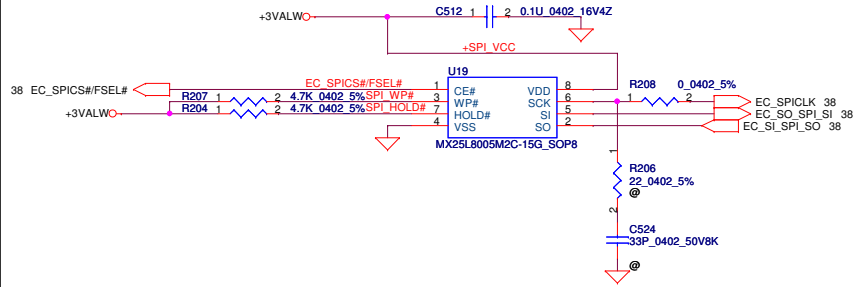 +3VALW
C512 1 2 0.1U_0402_16V4Z
+SPI_VCC
U19
38 EC_SPICS#/FSEL# EC_SPICS#/FSEL# 1 CE# VDD 8
R207 1 2 4.7K_0402_5% SPI_WP# 3 WP# SCK 6 R208 0_0402_5% 2 EC_SPICLK 38
+3VALW R204 1 2 4.7K_0402_5% SPI_HOLD# 7 HOLD# SI 5 EC_SO_SPI_SI 38
4 VSS SO 2 EC_SI_SPI_SO 38
MX25L8005M2C-15G_SOP8
1
R206
22_0402_5%
@
2
C524
33P_0402_50V8K
@